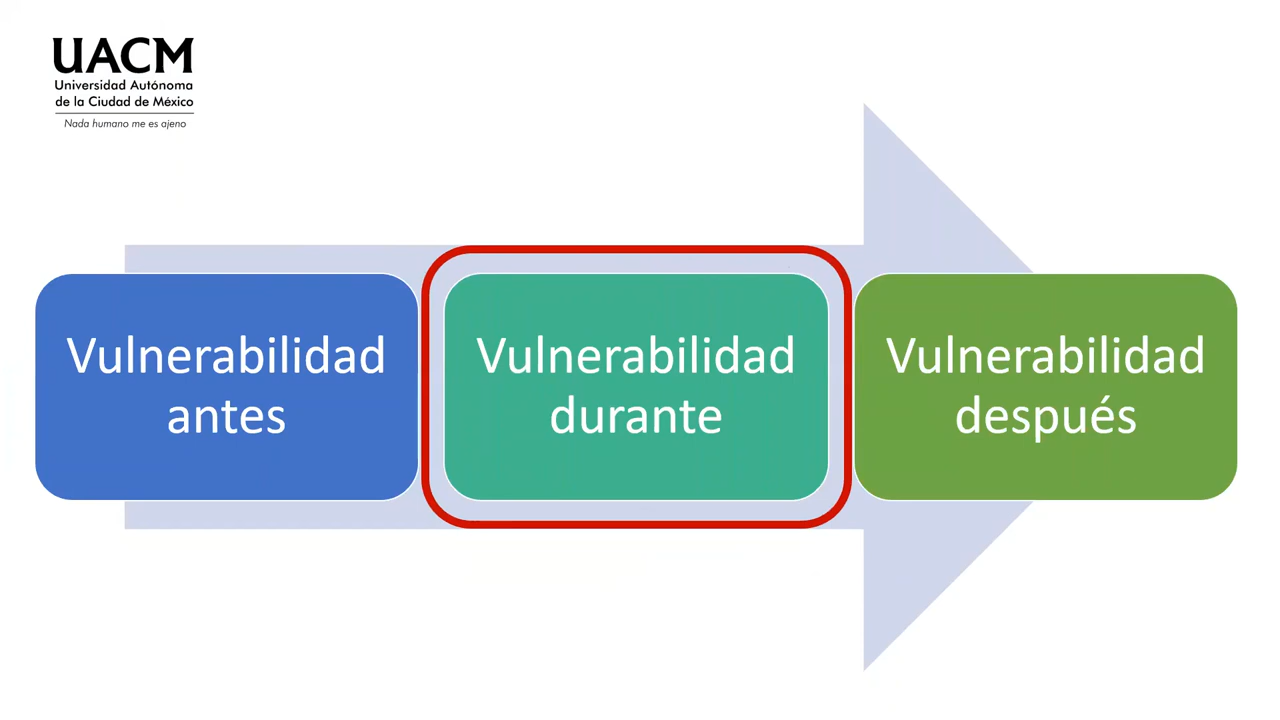 UACM
Universidad Autónoma
de la Ciudad de México
Nada humano me es ajeno
Vulnerabilidad
antes
Vulnerabilidad
durante
Vulnerabilidad
después